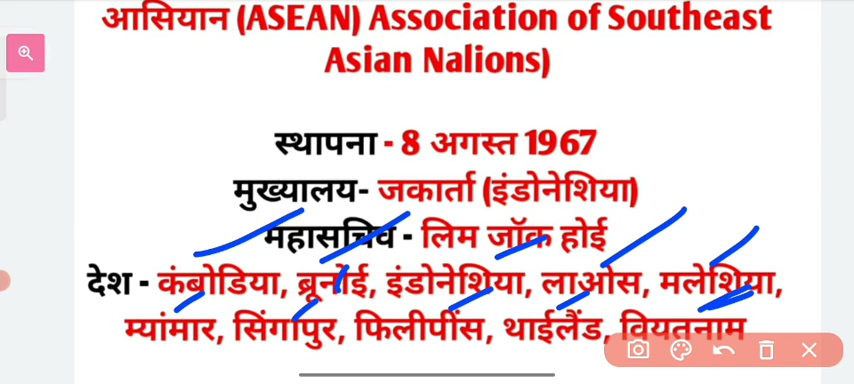 आसियान (ASEAN) Association of Southeast
Asian Nalions)
स्थापना - 8 अगस्त 1967
मुख्यालय- जकार्ता (इंडोनेशिया)
महासचिव - लिम जॉक होई
देश - कंबोडिया, ब्रूनोई, इंडोनेशिया, लाओस, मलेशिया,
म्यांमार, सिंगापुर, फिलीपींस, थाईलैंड, वियतनाम